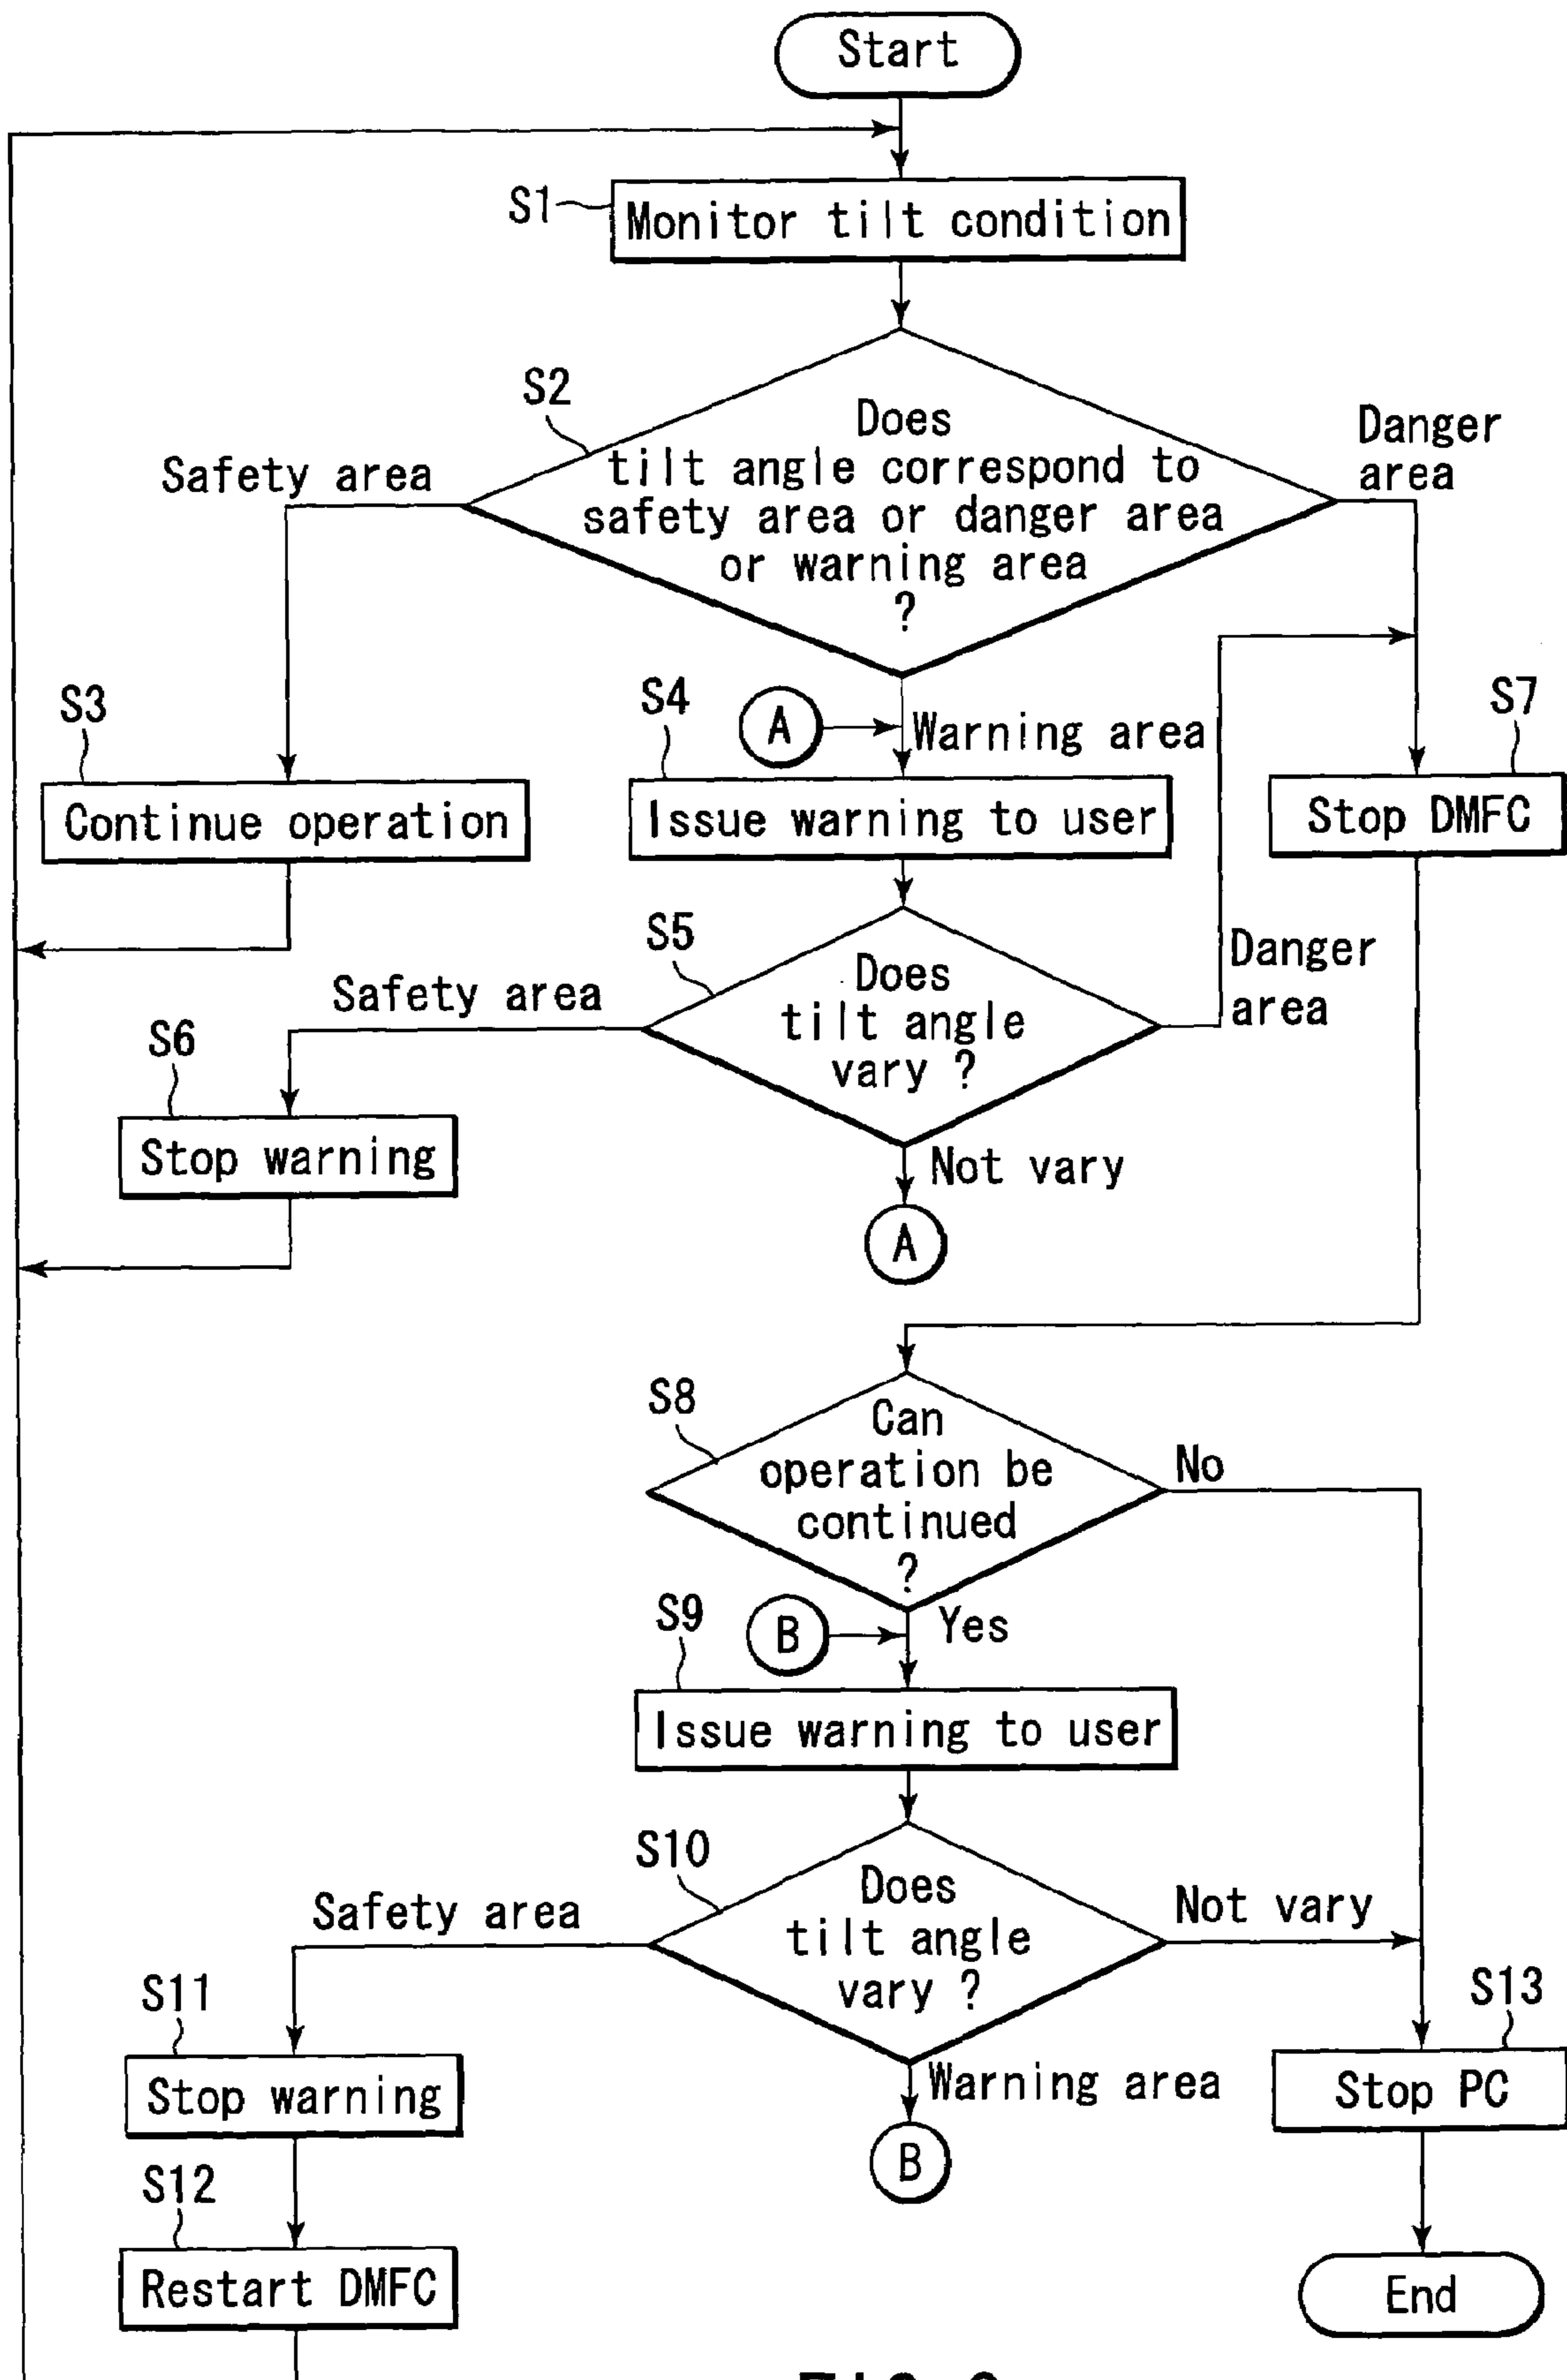 Start
S1
Monitor tilt condition
S2
Does
tilt angle correspond to
safety area or danger area
or warning area
?
Safety area
Danger
area
S3
Continue operation
A
Warning area
S4
Issue warning to user
S7
Stop DMFC
S5
Does
tilt angle
vary ?
Safety area
Danger
area
S6
Stop warning
Not vary
A
S8
Can
operation be
continued
?
No
Yes
B
S9
Issue warning to user
S10
Does
tilt angle
vary ?
Safety area
Not vary
S11
Stop warning
Warning area
B
S13
Stop PC
S12
Restart DMFC
End